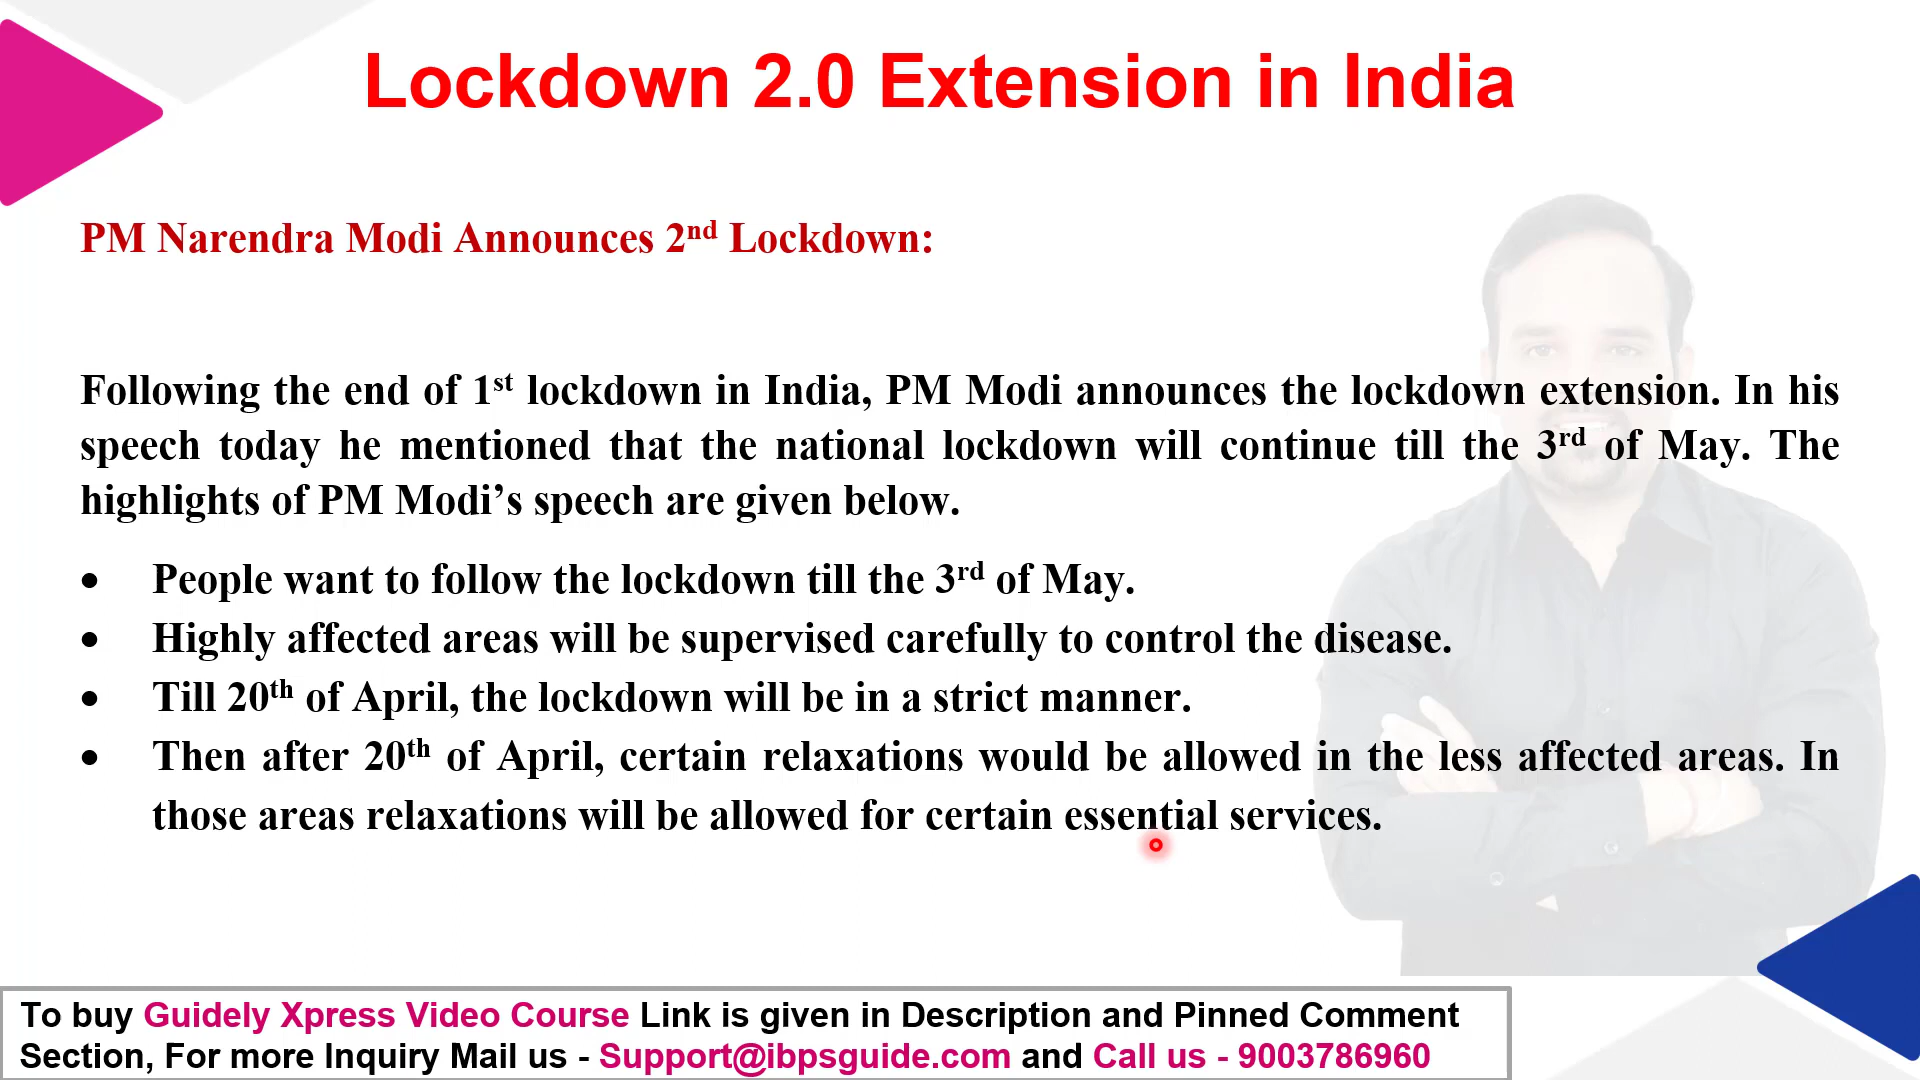 Lockdown 2.0 Extension in India
PM Narendra Modi Announces 2nd Lockdown:
Following the end of 1st lockdown in India, PM Modi announces the lockdown extension. In his
speech today he mentioned that the national lockdown will continue till the 3rd of May. The
highlights of PM Modi’s speech are given below.
• People want to follow the lockdown till the 3rd of May.
• Highly affected areas will be supervised carefully to control the disease.
• Till 20th of April, the lockdown will be in a strict manner.
• Then after 20th of April, certain relaxations would be allowed in the less affected areas. In
those areas relaxations will be allowed for certain essential services.
To buy Guidely Xpress Video Course Link is given in Description and Pinned Comment
Section, For more Inquiry Mail us - Support@ibpsguide.com and Call us - 9003786960